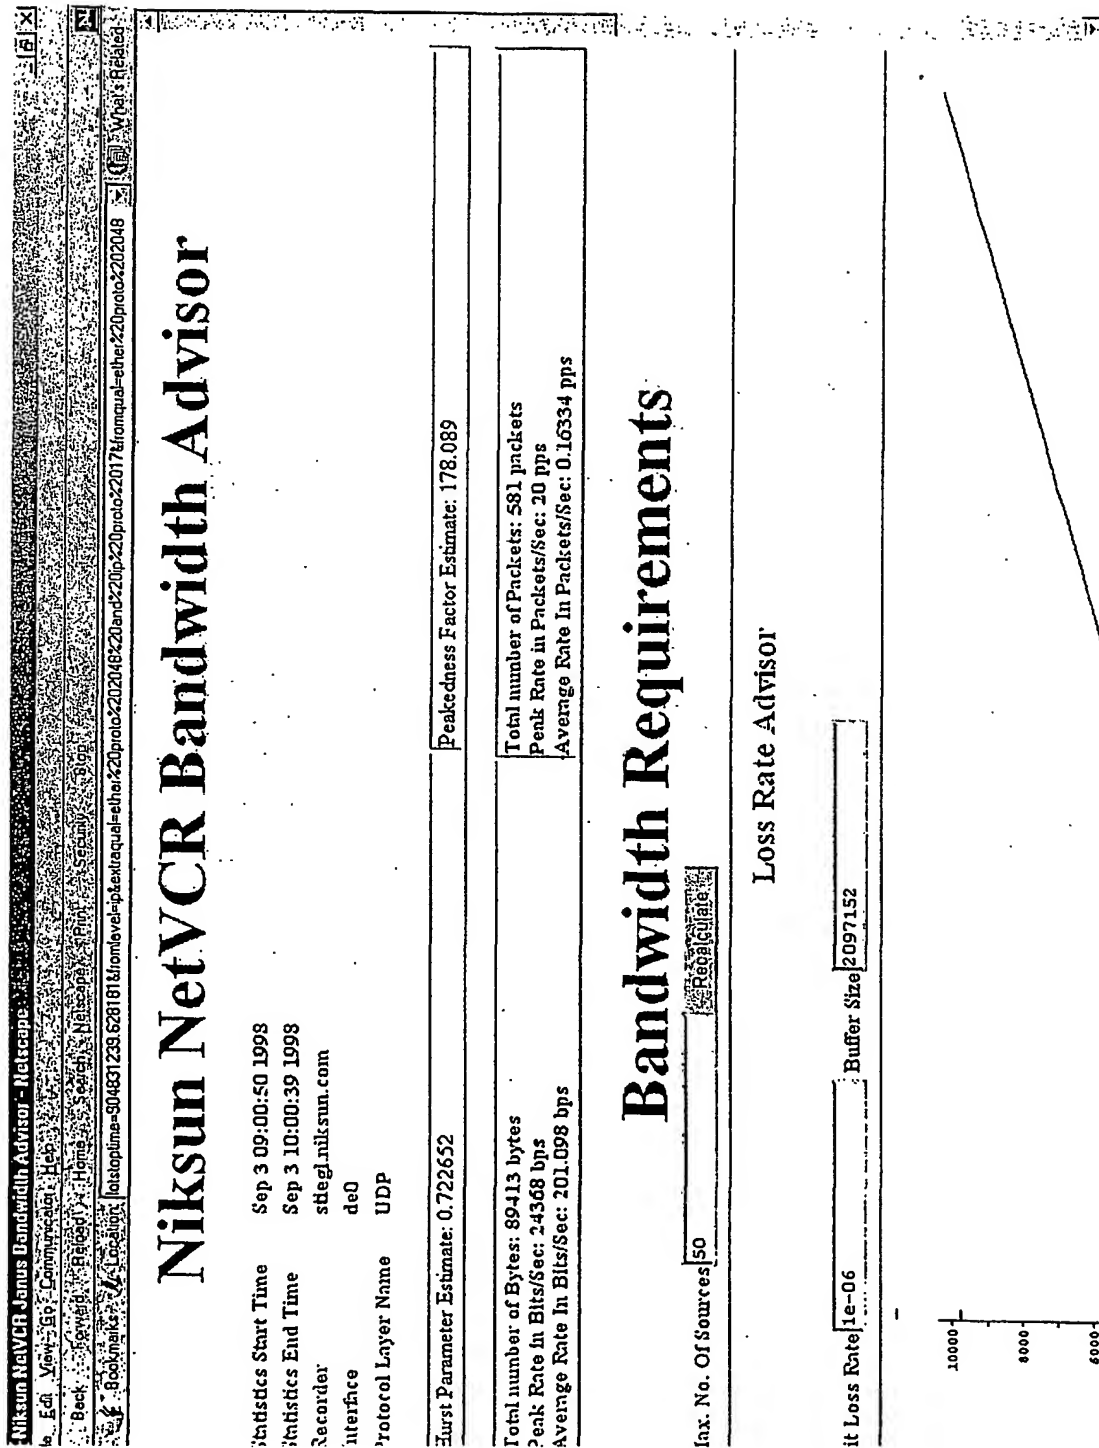 Niksun NetVCR Janus Bandwidth Advisor - Netscape
Edit View Go Communicator Help
Back Forward Reload Home Search Netscape Print Security Stop
Bookmarks Location: lotstoptime=904831239.628181&fromlevel=ip&extraqual=ether%20proto%202048%20and%20ip%20proto%2017&fromqual=ether%20proto%202048 What's Related
Niksun NetVCR Bandwidth Advisor
Statistics Start Time Sep 3 09:00:50 1998
Statistics End Time Sep 3 10:00:39 1998
Recorder stiegl.niksun.com
nterface de0
Protocol Layer Name UDP
Hurst Parameter Estimate: 0.722652 Peakedness Factor Estimate: 178.089
Total number of Bytes: 89413 bytes Total number of Packets: 581 packets
Peak Rate in Bits/Sec: 24368 bps Peak Rate in Packets/Sec: 20 pps
Average Rate In Bits/Sec: 201.098 bps Average Rate In Packets/Sec: 0.16334 pps
Bandwidth Requirements
ax. No. Of Sources 50 Recalculate
Loss Rate Advisor
it Loss Rate 1e-06 Buffer Size 2097152
10000
8000
6000